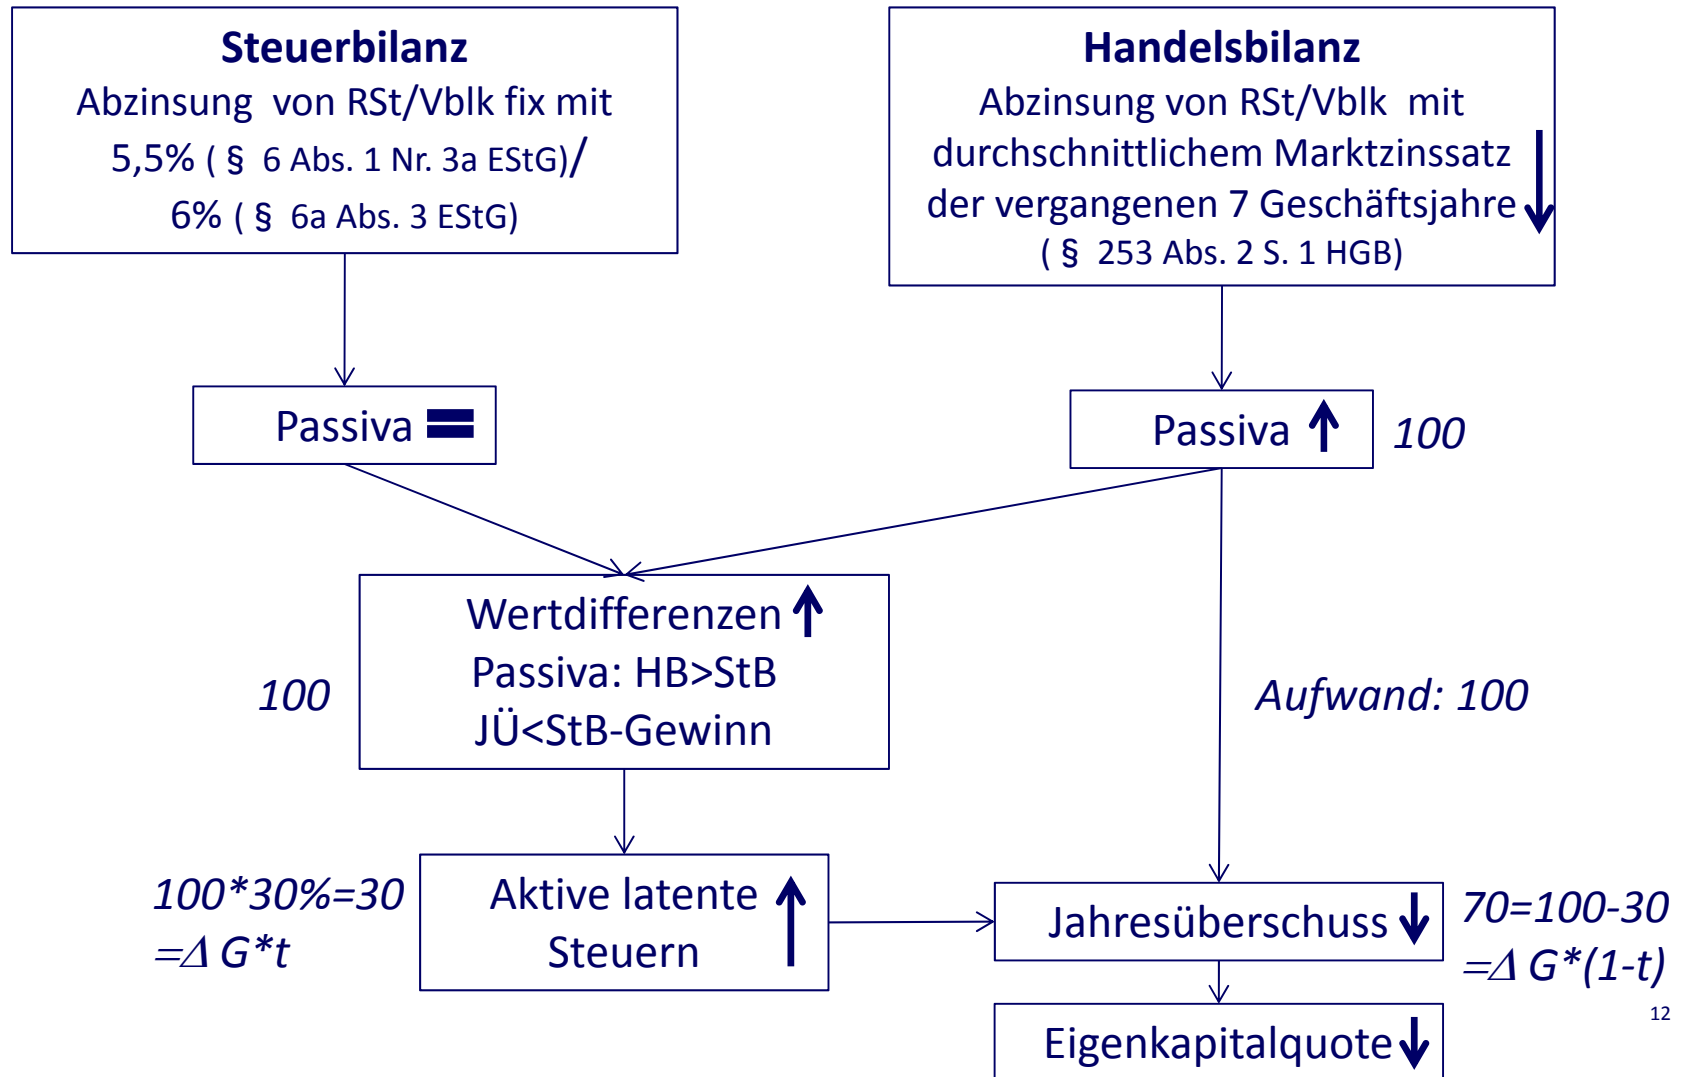 Steuerbilanz
Abzinsung von RSt/Vblk fix mit
5,5% ( § 6 Abs. 1 Nr. 3a EStG)/
6% ( § 6a Abs. 3 EStG)
Handelsbilanz
Abzinsung von RSt/Vblk mit
durchschnittlichem Marktzinssatz
der vergangenen 7 Geschäftsjahre
( § 253 Abs. 2 S. 1 HGB)
Passiva =
Passiva ↑
100
Wertdifferenzen ↑
Passiva: HB>StB
JÜ<StB-Gewinn
100
Aufwand: 100
100*30%=30
=Δ G*t
Aktive latente
Steuern
Jahresüberschuss ↓
70=100-30
=Δ G*(1-t)
Eigenkapitalquote ↓
12